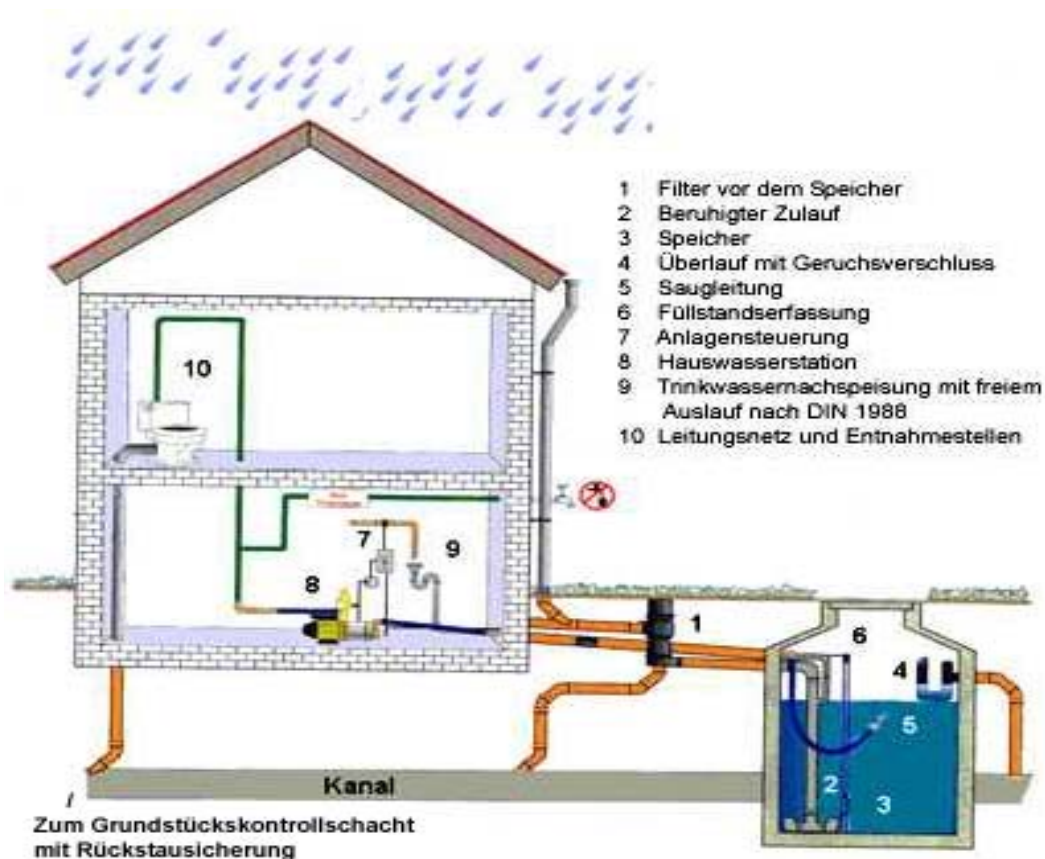 1 Filter vor dem Speicher
2 Beruhigter Zulauf
3 Speicher
4 Überlauf mit Geruchsverschluss
5 Saugleitung
6 Füllstandserfassung
7 Anlagensteuerung
8 Hauswasserstation
9 Trinkwassernachspeisung mit freiem
Auslauf nach DIN 1988
10 Leitungsnetz und Entnahmestellen
10
7
9
8
1
6
4
5
2
3
Kanal
Zum Grundstückskontrollschacht
mit Rückstausicherung